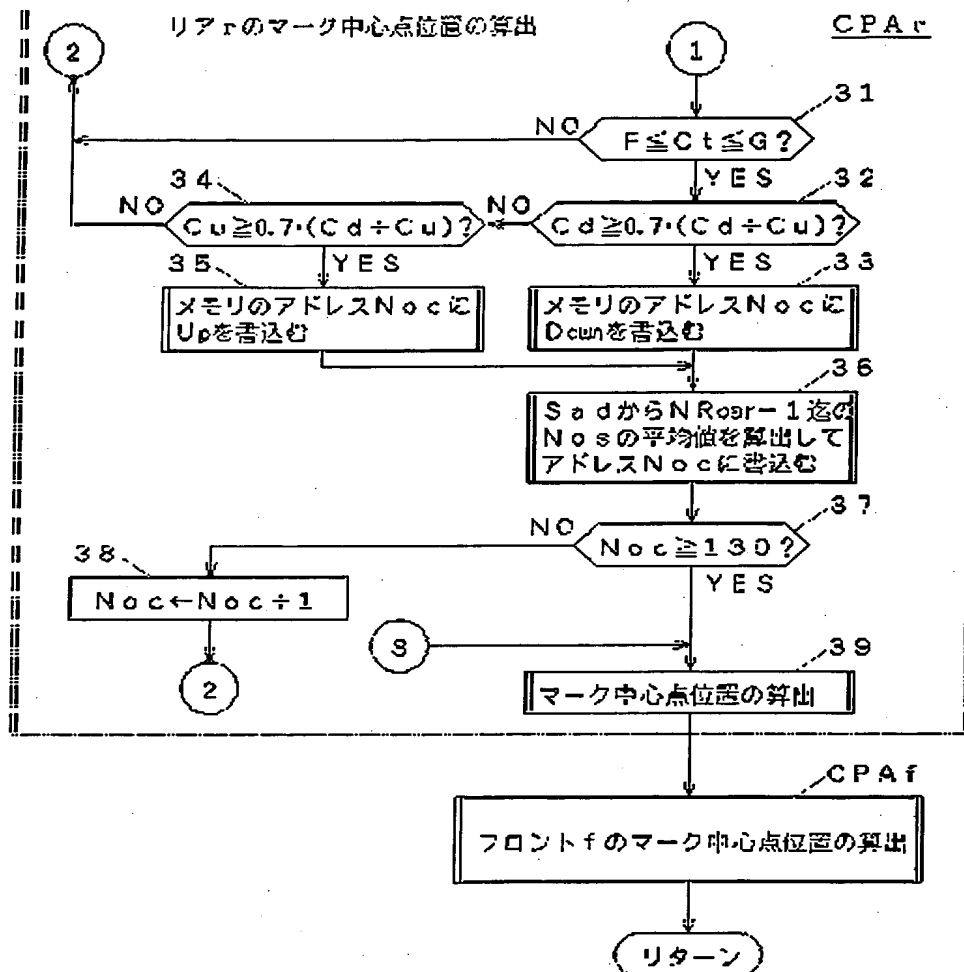 リアrのマーク中心点位置の算出
CPAr
2
1
31
F≦Ct≦G?
NO
YES
34
32
Cu≧0.7·(Cd+Cu)?
NO
YES
Cd≧0.7·(Cd+Cu)?
NO
YES
35
33
メモリのアドレスNocに
Upを書込む
メモリのアドレスNocに
Downを書込む
36
SadからNRoar-1迄の
Nosの平均値を算出して
アドレスNocに書込む
37
Noc≧130?
NO
YES
38
Noc←Noc+1
2
3
39
マーク中心点位置の算出
CPAf
フロントfのマーク中心点位置の算出
リターン